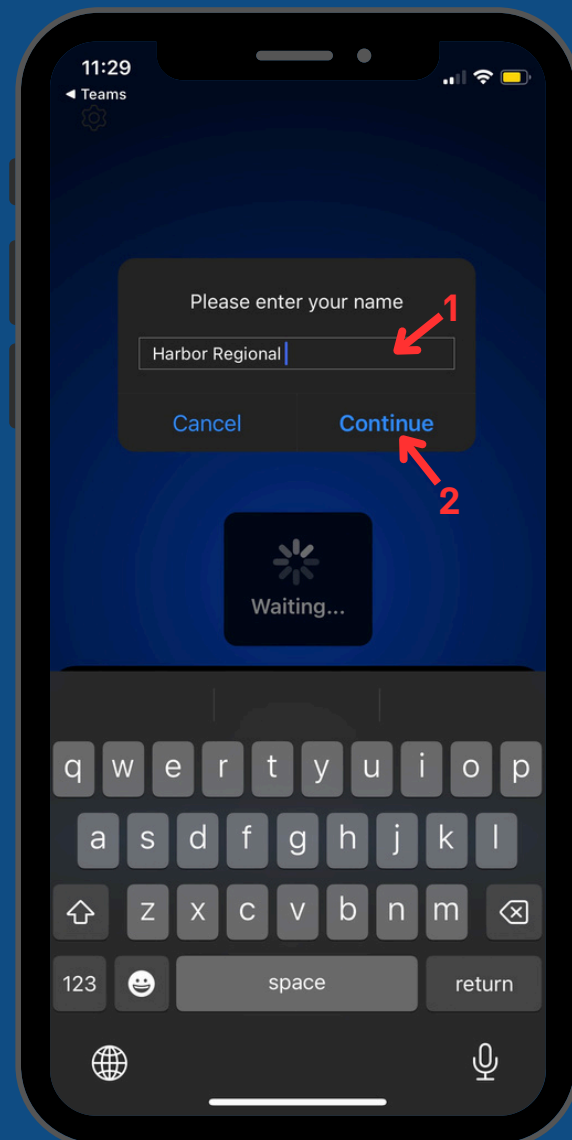 11:29
◀ Teams
Please enter your name
1
Harbor Regional
Cancel Continue
2
Waiting...
q w e r t y u i o p
a s d f g h j k l
z x c v b n m
123 space return